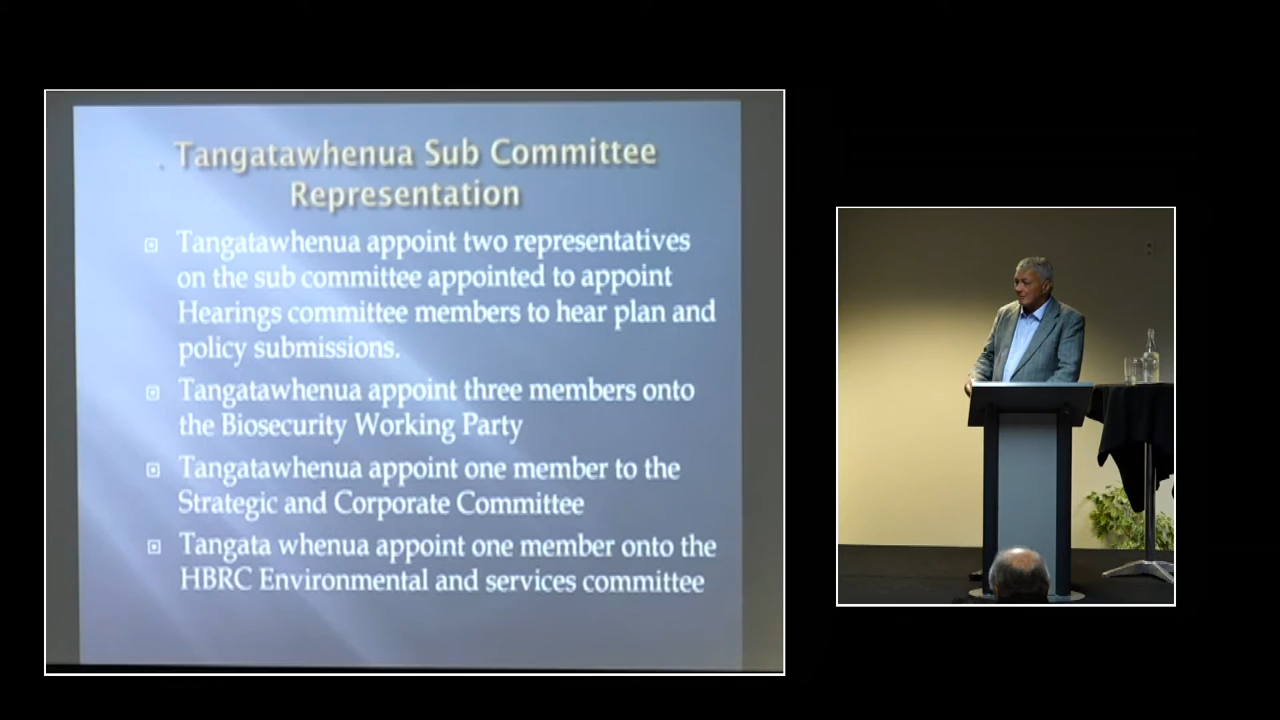 Tangatawhenua Sub Committee
Representation
Tangatawhenua appoint two representatives
on the sub committee appointed to appoint
Hearings committee members to hear plan and
policy submissions.
Tangatawhenua appoint three members onto
the Biosecurity Working Party
Tangatawhenua appoint one member to the
Strategic and Corporate Committee
Tangata whenua appoint one member onto the
HBRC Environmental and services committee